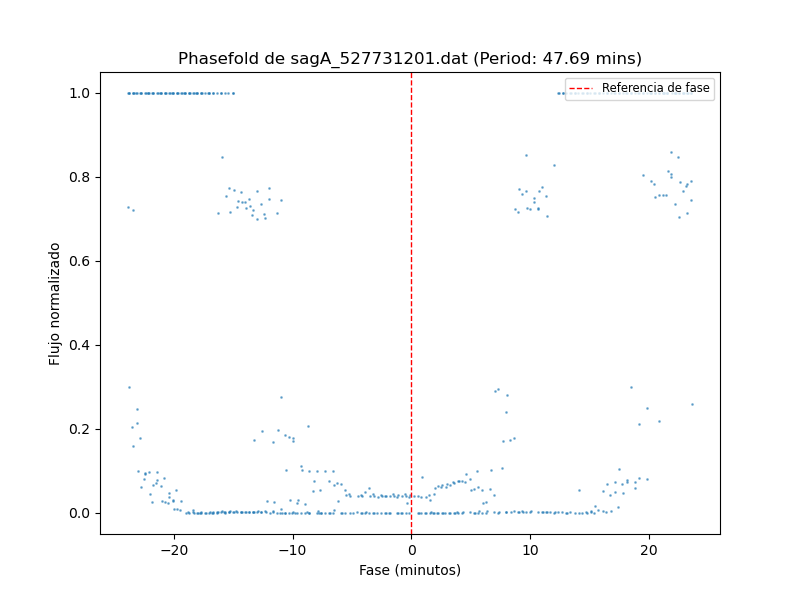 Phasefold de sagA_527731201.dat (Period: 47.69 mins)
Referencia de fase
Flujo normalizado
1.0
0.8
0.6
0.4
0.2
0.0
−20
−10
0
10
20
Fase (minutos)